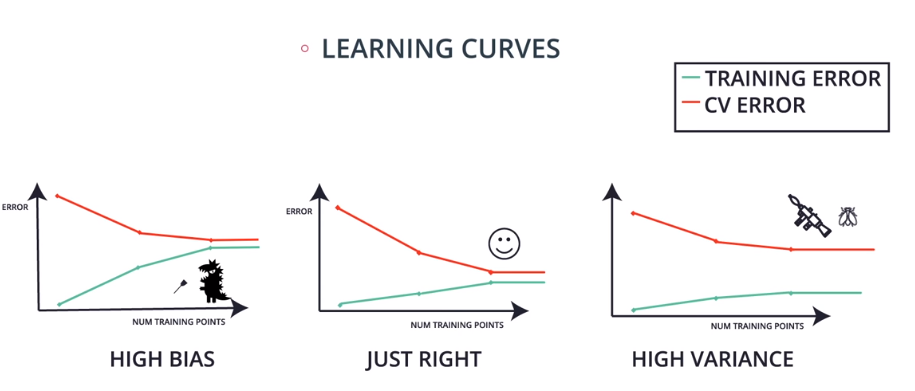 LEARNING CURVES
TRAINING ERROR
CV ERROR
ERROR
NUM TRAINING POINTS
HIGH BIAS
ERROR
NUM TRAINING POINTS
JUST RIGHT
NUM TRAINING POINTS
HIGH VARIANCE